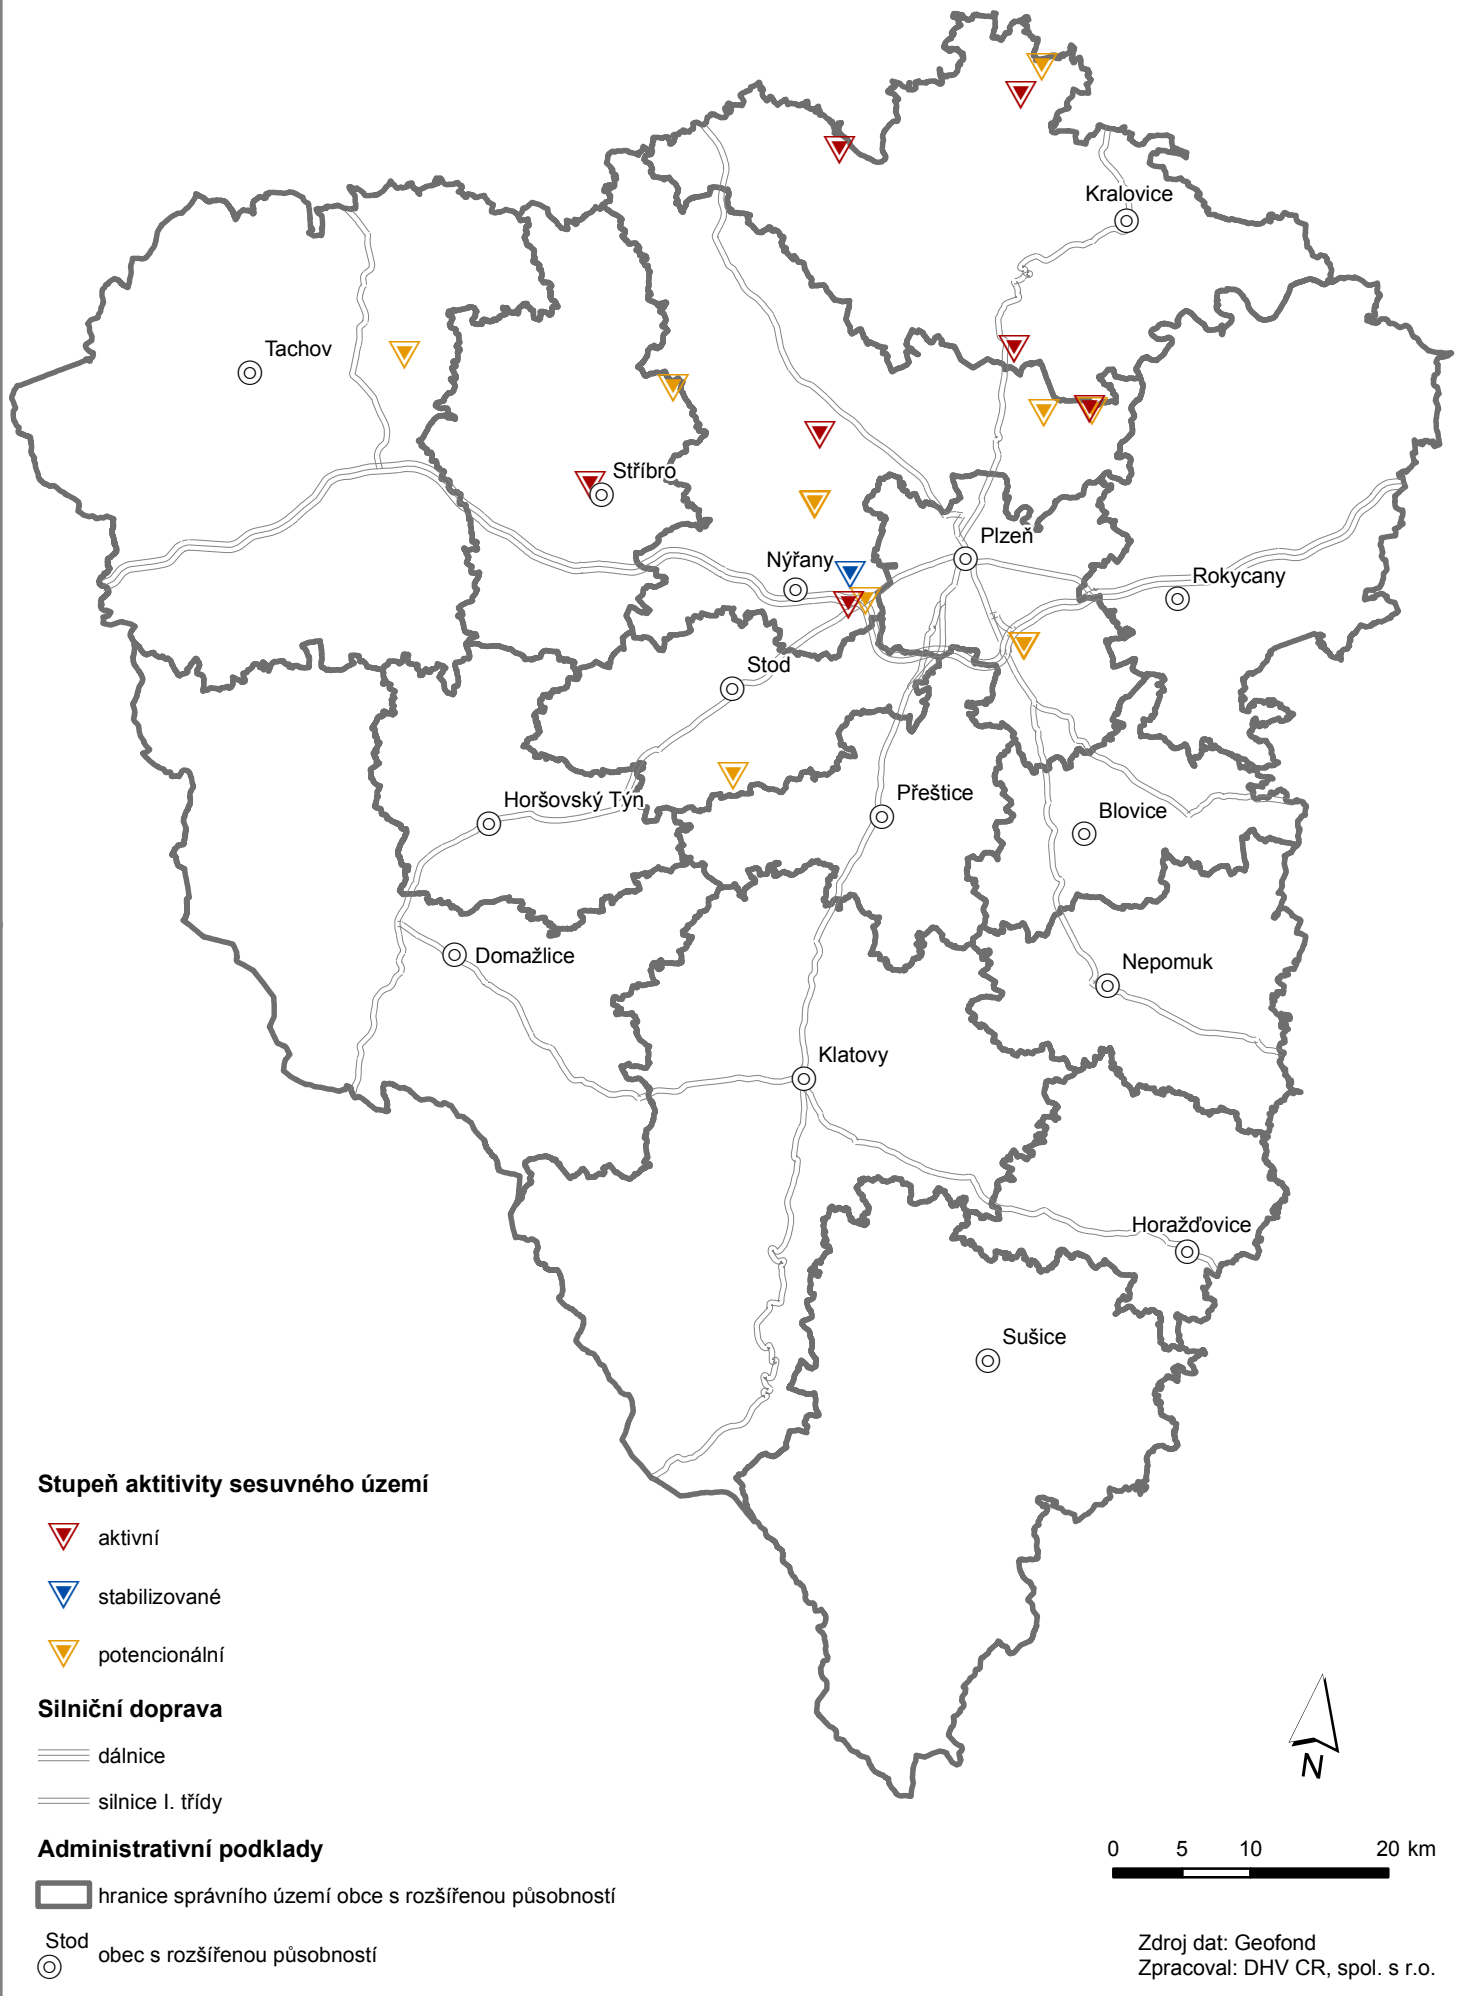 Kralovice
Tachov
Stříbro
Plzeň
Nýřany
Rokycany
Stod
Horšovský Týn
Přeštice
Blovice
Domažlice
Nepomuk
Klatovy
Horažďovice
Sušice
Stupeň aktitivity sesuvného území
aktivní
stabilizované
potencionální
Silniční doprava
dálnice
silnice I. třídy
Administrativní podklady
hranice správního území obce s rozšířenou působností
Stod
obec s rozšířenou působností
N
0 5 10 20 km
Zdroj dat: Geofond
Zpracoval: DHV CR, spol. s r.o.